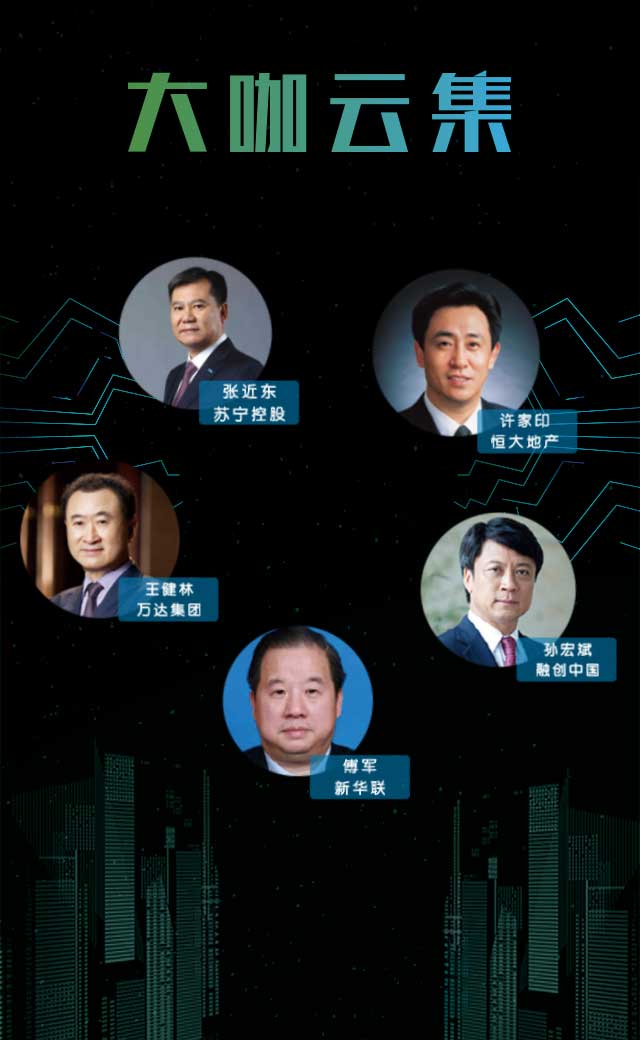 大咖云集
张近东
苏宁控股
许家印
恒大地产
王健林
万达集团
孙宏斌
融创中国
傅军
新华联